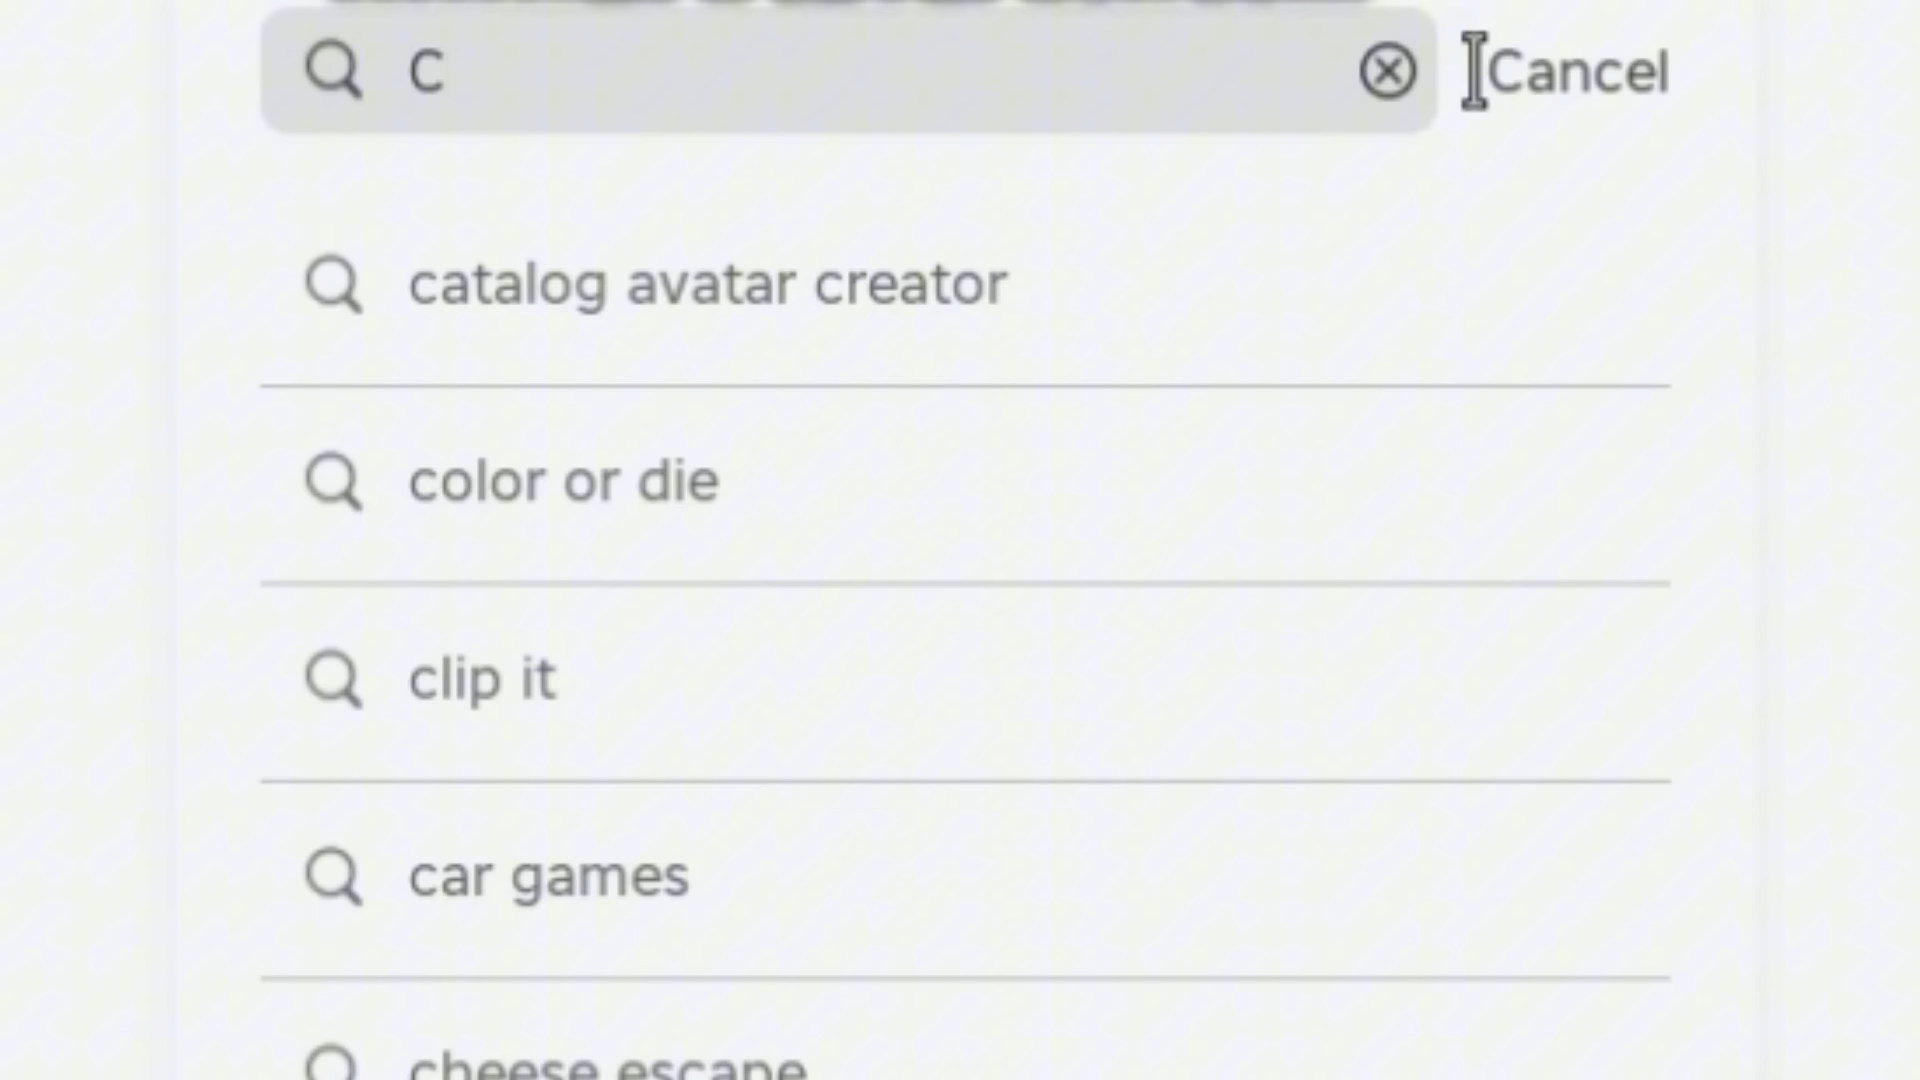 C
Cancel
catalog avatar creator
color or die
clip it
car games
cheese escape